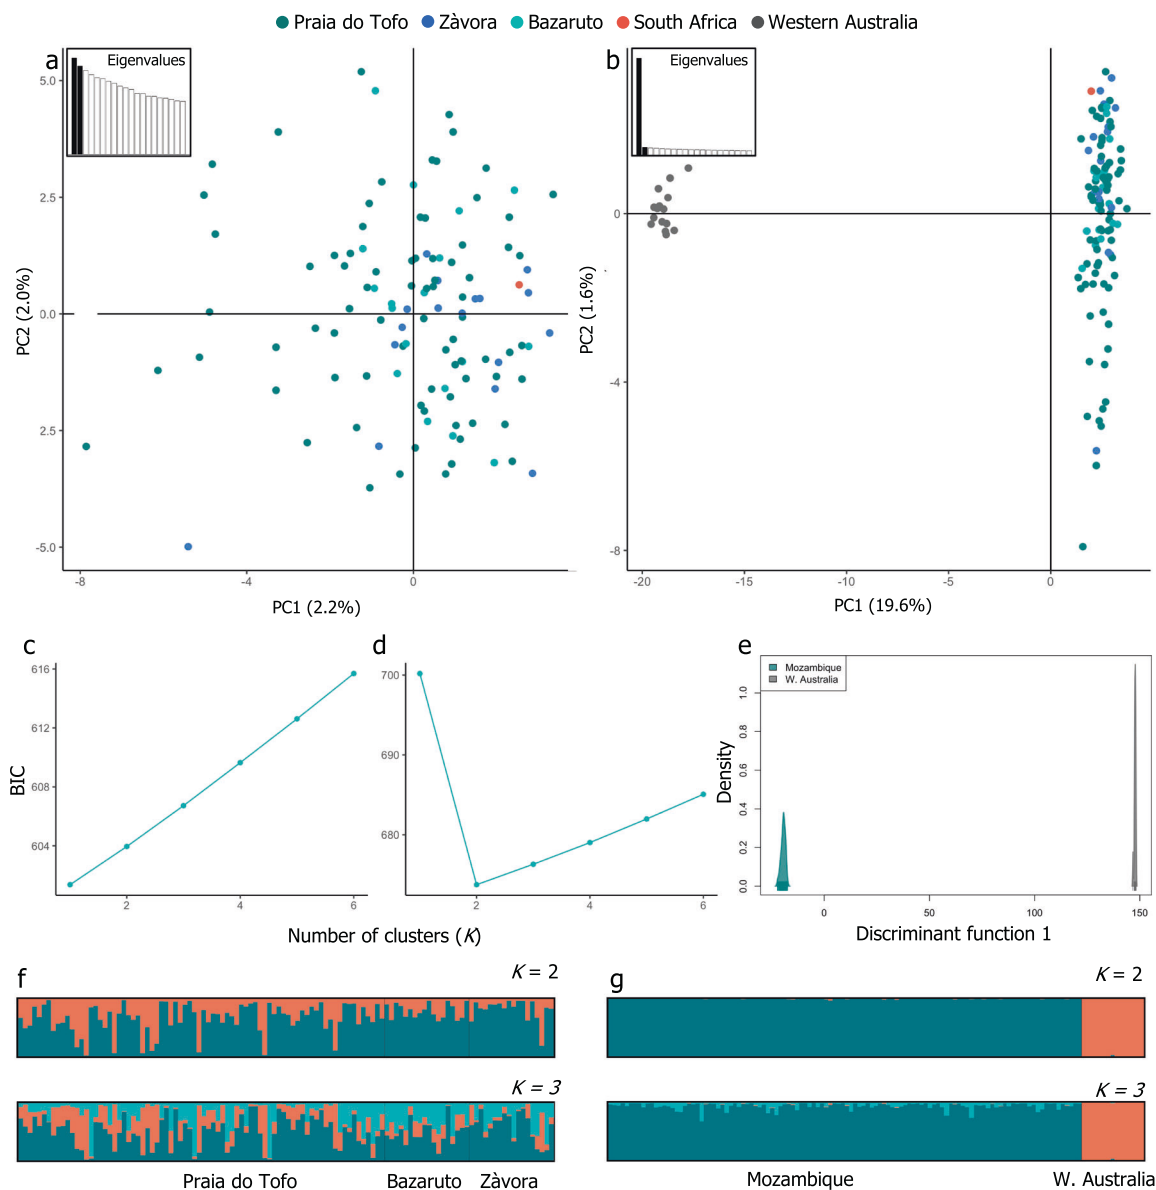 Praia do Tofo Zàvora Bazaruto South Africa Western Australia
a
Eigenvalues
5.0
2.5
0.0
2.5
-5.0
PC2 (2.0%)
-8 -4 0
PC1 (2.2%)
b
Eigenvalues
0
-4
-8
PC2 (1.6%)
-20 -15 -10 -5 0
PC1 (19.6%)
c
616
612
608
604
BIC
2 4 6
d
700
690
680
2 4 6
Number of clusters (K)
e
Mozambique
W. Australia
1.0
0.8
0.6
0.4
0.2
0.0
Density
0 50 100 150
Discriminant function 1
f
K = 2
K = 3
Praia do Tofo Bazaruto Zàvora
g
K = 2
K = 3
Mozambique W. Australia